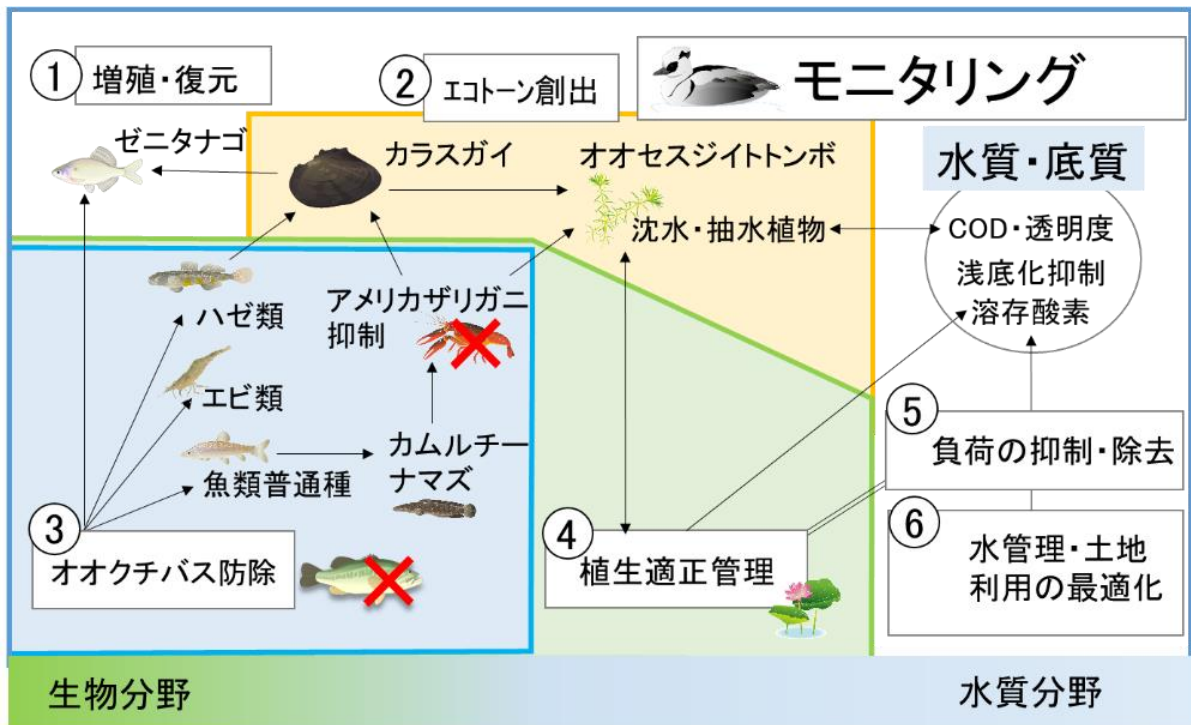 ① 増殖・復元
② エコトーン創出
モニタリング
ゼニタナゴ
カラスガイ
オオセスジイトトンボ
沈水・抽水植物
水質・底質
COD・透明度
浅底化抑制
溶存酸素
ハゼ類
アメリカザリガニ
抑制
エビ類
魚類普通種
カムルチー
ナマズ
③ オオクチバス防除
④ 植生適正管理
⑤ 負荷の抑制・除去
⑥ 水管理・土地
利用の最適化
生物分野
水質分野